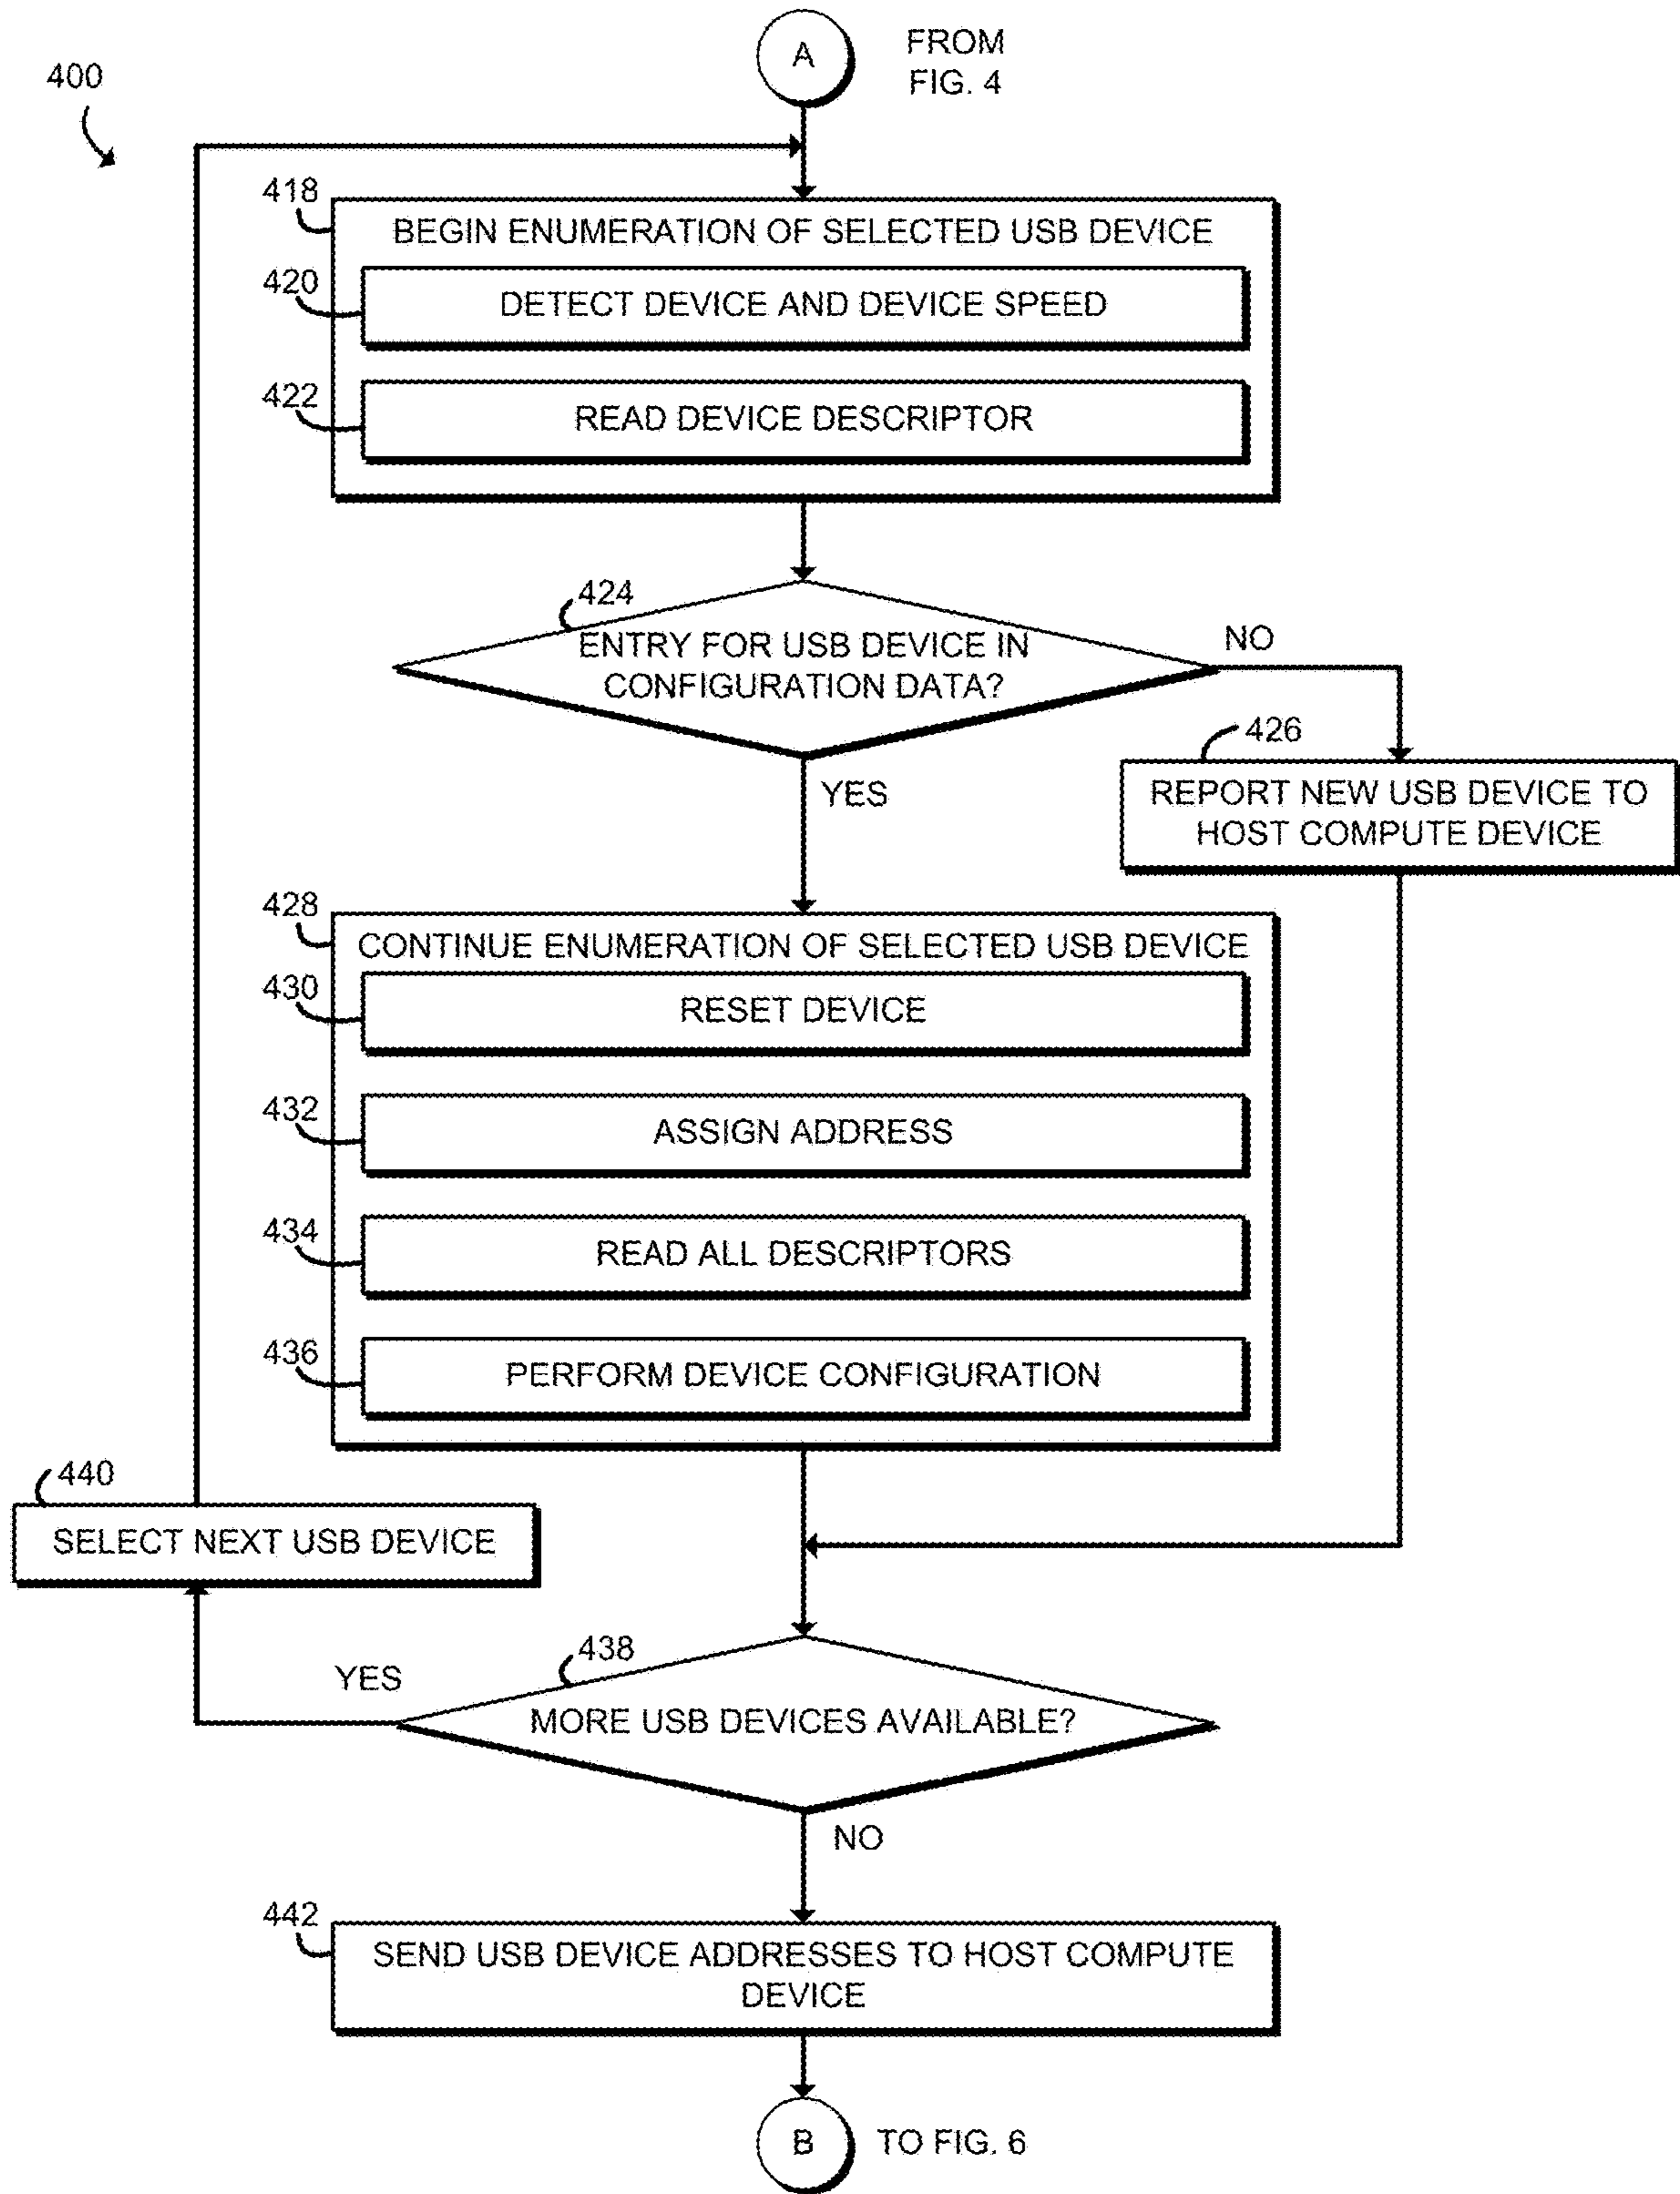 A
FROM
FIG. 4
400
418
BEGIN ENUMERATION OF SELECTED USB DEVICE
420
DETECT DEVICE AND DEVICE SPEED
422
READ DEVICE DESCRIPTOR
424
ENTRY FOR USB DEVICE IN
CONFIGURATION DATA?
NO
YES
426
REPORT NEW USB DEVICE TO
HOST COMPUTE DEVICE
428
CONTINUE ENUMERATION OF SELECTED USB DEVICE
430
RESET DEVICE
432
ASSIGN ADDRESS
434
READ ALL DESCRIPTORS
436
PERFORM DEVICE CONFIGURATION
440
SELECT NEXT USB DEVICE
438
YES
MORE USB DEVICES AVAILABLE?
NO
442
SEND USB DEVICE ADDRESSES TO HOST COMPUTE
DEVICE
B
TO FIG. 6